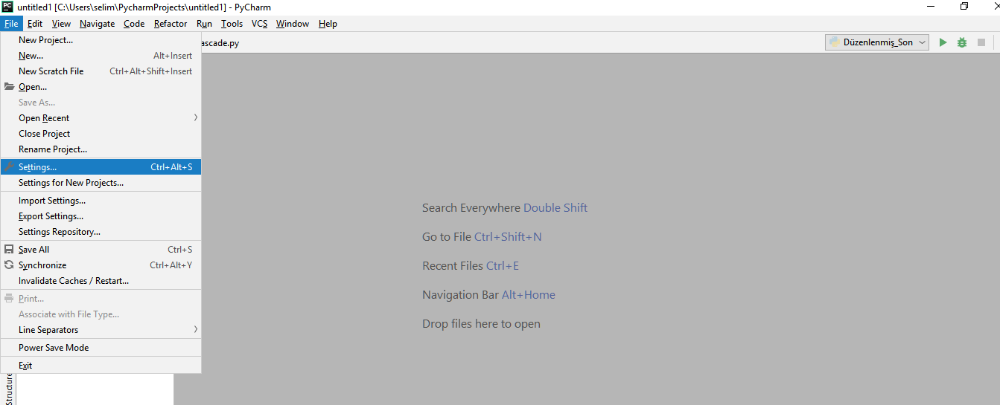 PC untitled1 [C:\Users\selim\PycharmProjects\untitled1] - PyCharm
File Edit View Navigate Code Refactor Run Tools VCS Window Help
New Project...
ascade.py
Düzenlenmiş_Son
New... Alt+Insert
New Scratch File Ctrl+Alt+Shift+Insert
Open...
Save As...
Open Recent
Close Project
Rename Project...
Settings... Ctrl+Alt+S
Settings for New Projects...
Import Settings...
Export Settings...
Settings Repository...
Save All Ctrl+S
Synchronize Ctrl+Alt+Y
Invalidate Caches / Restart...
Print...
Associate with File Type...
Line Separators
Power Save Mode
Exit
Structure
Search Everywhere Double Shift
Go to File Ctrl+Shift+N
Recent Files Ctrl+E
Navigation Bar Alt+Home
Drop files here to open